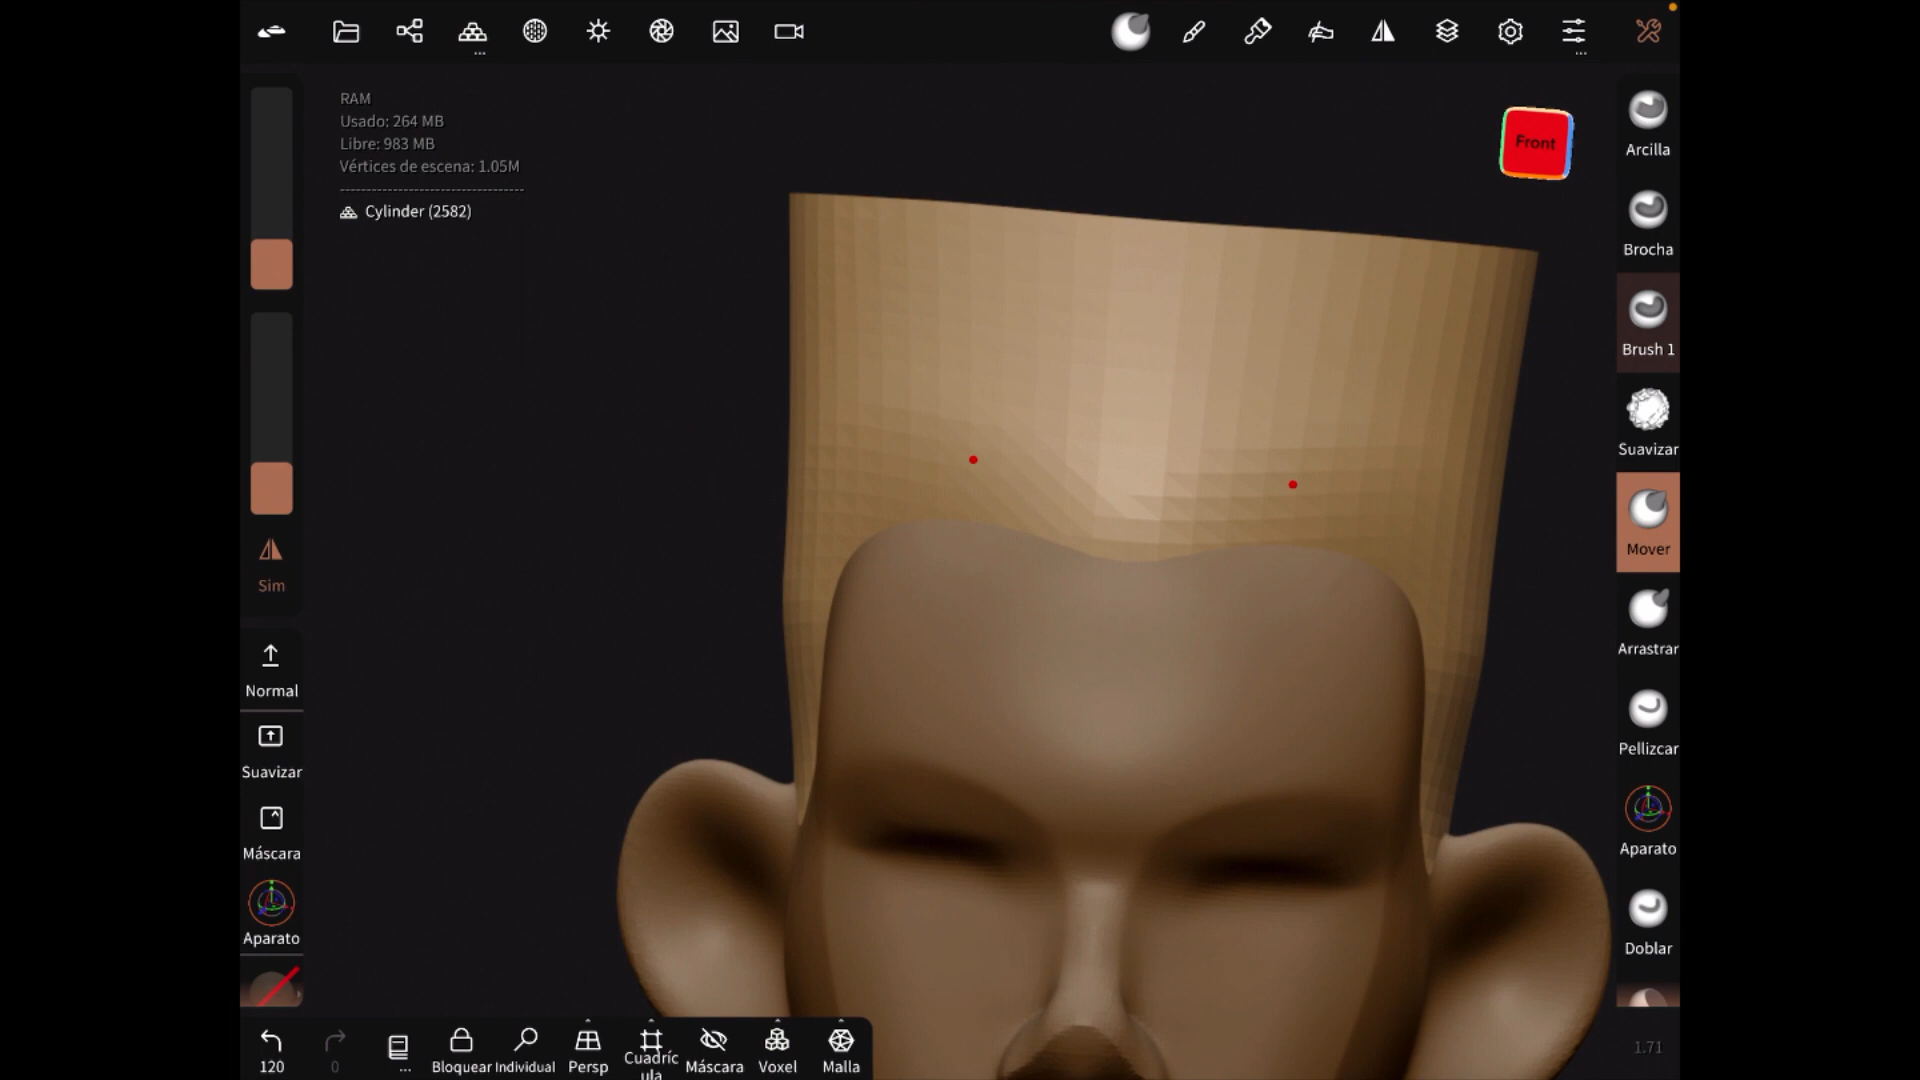 RAM
Usado: 264 MB
Libre: 983 MB
Vértices de escena: 1.05M
Cylinder (2582)
Front
Arcilla
Brocha
Brush 1
Suavizar
Mover
Arrastrar
Pellizcar
Aparato
Doblar
1.71
Sim
Normal
Suavizar
Máscara
Aparato
120
0
...
Bloquear
Individual
Persp
Cuadríc
ula
Máscara
Voxel
Malla